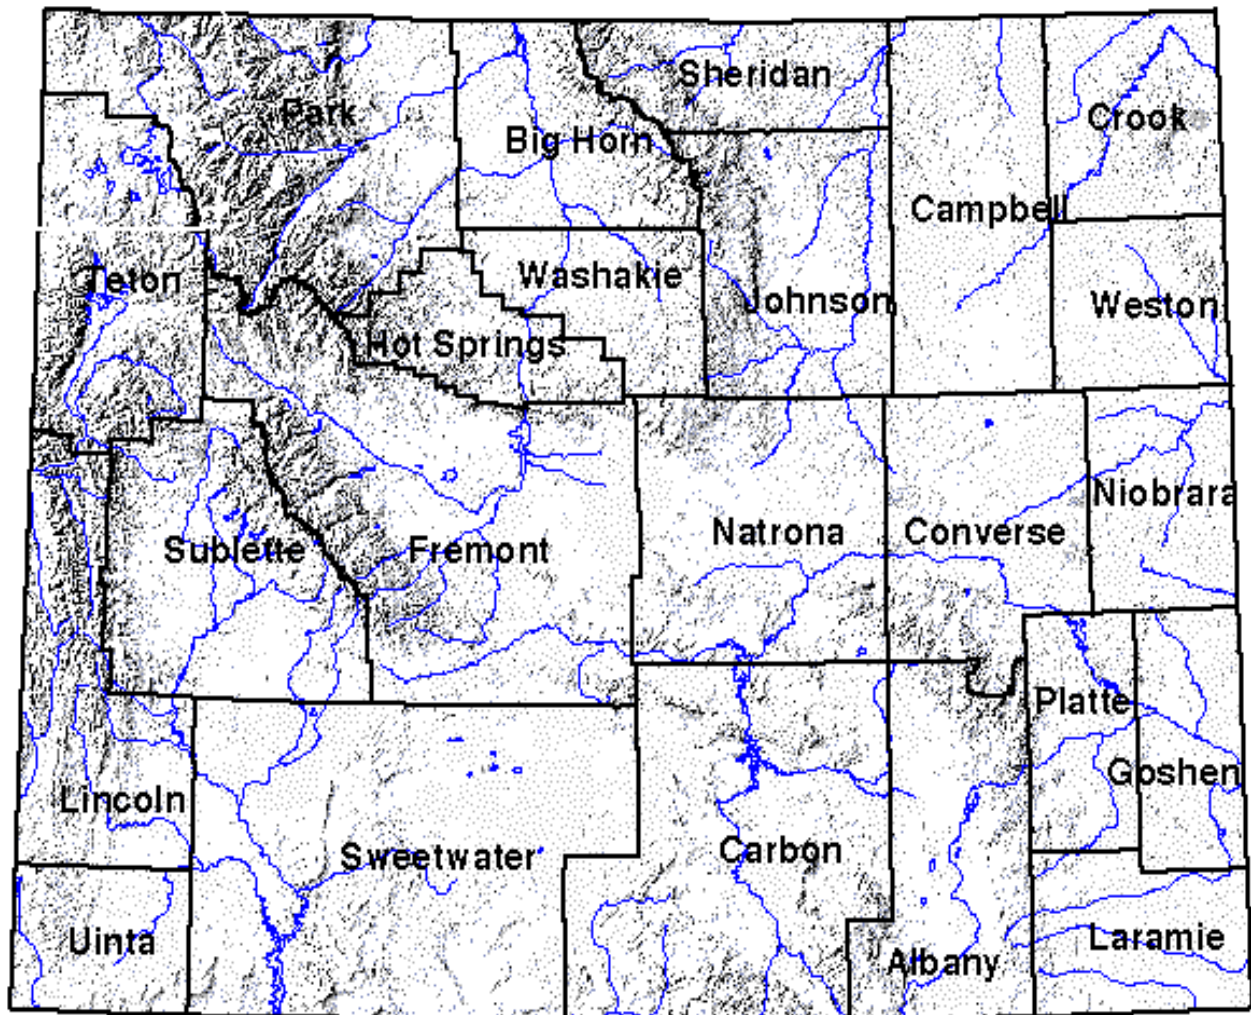 Sheridan
Park
Crook
Big Horn
Campbell
Teton
Washakie
Johnson
Weston
Hot Springs
Niobrara
Sublette
Fremont
Natrona
Converse
Platte
Goshen
Lincoln
Sweetwater
Carbon
Uinta
Laramie
Albany